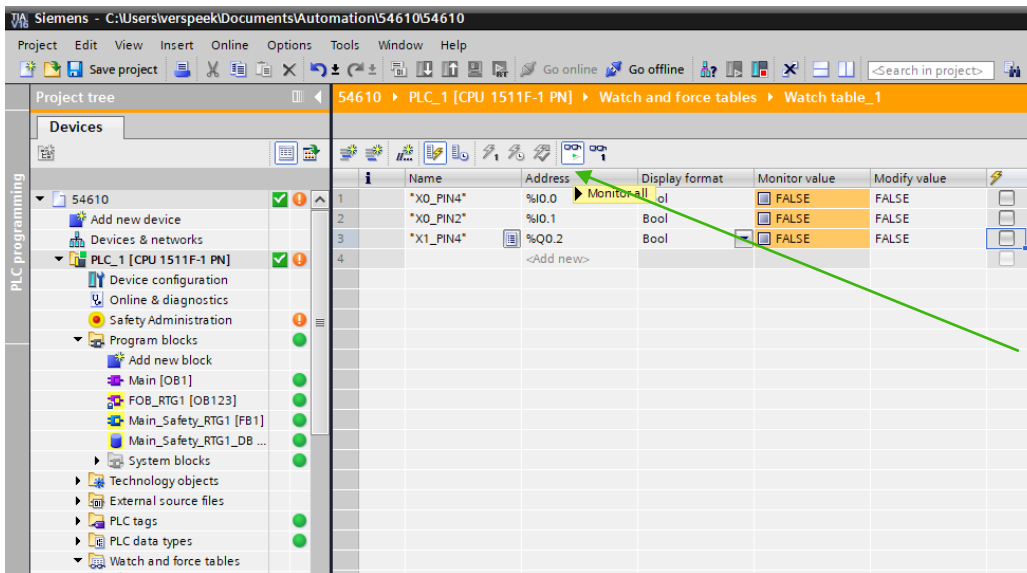 TIA V16 Siemens - C:\Users\verspeek\Documents\Automation\54610\54610
Project Edit View Insert Online Options Tools Window Help
Save project Go online Go offline <Search in project>
Project tree
54610 PLC_1 [CPU 1511F-1 PN] Watch and force tables Watch table_1
Devices
i Name Address Display format Monitor value Modify value
54610
1 "X0_PIN4" %I0.0 ol FALSE FALSE
Monitor all
Add new device
2 "X0_PIN2" %I0.1 Bool FALSE FALSE
Devices & networks
3 "X1_PIN4" %Q0.2 Bool FALSE FALSE
PLC_1 [CPU 1511F-1 PN]
4 <Add new>
Device configuration
Online & diagnostics
Safety Administration
Program blocks
Add new block
Main [OB1]
FOB_RTG1 [OB123]
Main_Safety_RTG1 [FB1]
Main_Safety_RTG1_DB ...
System blocks
Technology objects
External source files
PLC tags
PLC data types
Watch and force tables
PLC programming